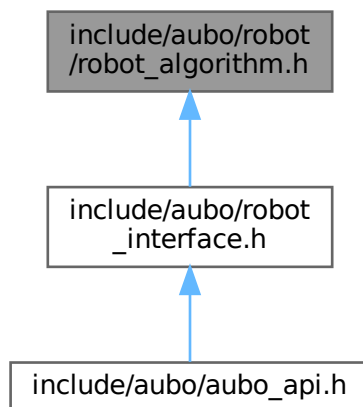 include/aubo/robot
/robot_algorithm.h
include/aubo/robot
_interface.h
include/aubo/aubo_api.h